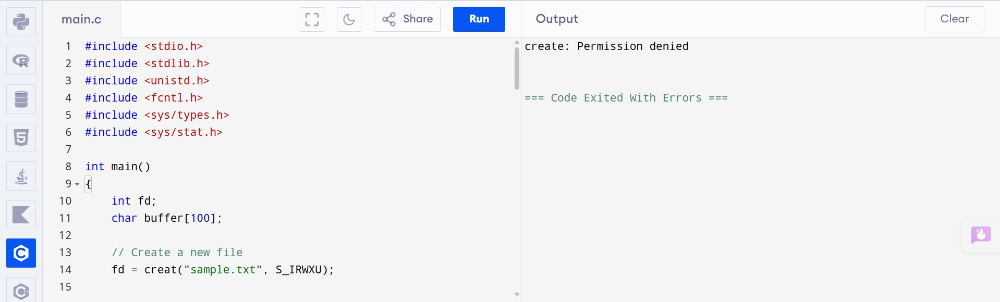 main.c
Share
Run
Output
Clear
1 #include <stdio.h>
2 #include <stdlib.h>
3 #include <unistd.h>
4 #include <fcntl.h>
5 #include <sys/types.h>
6 #include <sys/stat.h>
7
8 int main()
9 {
10     int fd;
11     char buffer[100];
12
13     // Create a new file
14     fd = creat("sample.txt", S_IRWXU);
15
create: Permission denied
=== Code Exited With Errors ===